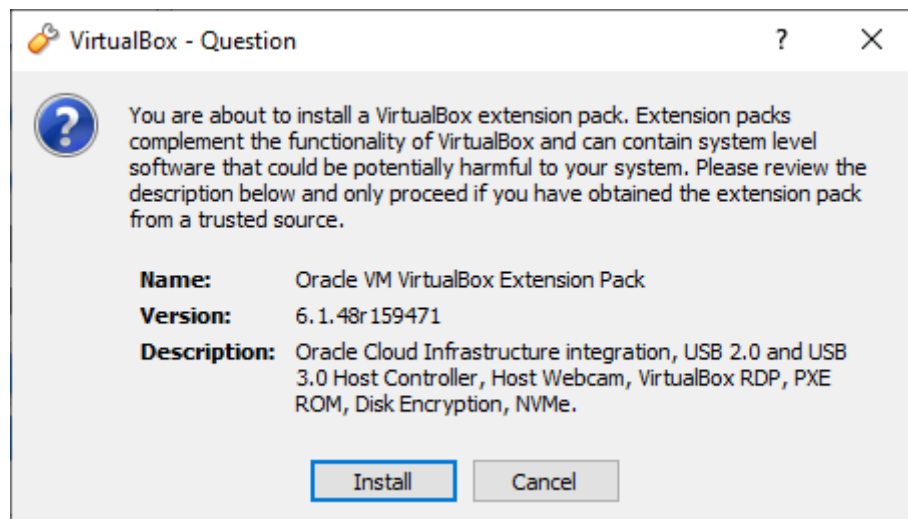 VirtualBox - Question
?
You are about to install a VirtualBox extension pack. Extension packs
complement the functionality of VirtualBox and can contain system level
software that could be potentially harmful to your system. Please review the
description below and only proceed if you have obtained the extension pack
from a trusted source.
Name: Oracle VM VirtualBox Extension Pack
Version: 6.1.48r159471
Description: Oracle Cloud Infrastructure integration, USB 2.0 and USB
3.0 Host Controller, Host Webcam, VirtualBox RDP, PXE
ROM, Disk Encryption, NVMe.
Install Cancel